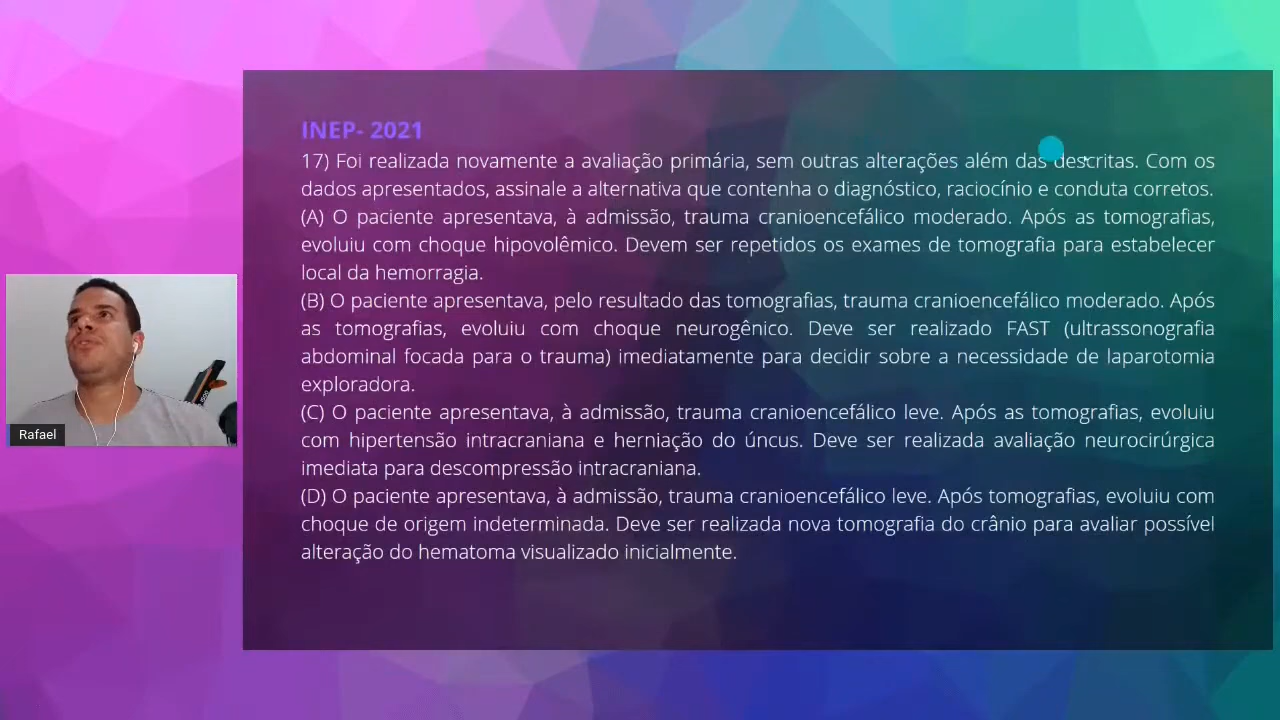 INEP- 2021
17) Foi realizada novamente a avaliação primária, sem outras alterações além das descritas. Com os
dados apresentados, assinale a alternativa que contenha o diagnóstico, raciocínio e conduta corretos.
(A) O paciente apresentava, à admissão, trauma cranioencefálico moderado. Após as tomografias,
evoluiu com choque hipovolêmico. Devem ser repetidos os exames de tomografia para estabelecer
local da hemorragia.
(B) O paciente apresentava, pelo resultado das tomografias, trauma cranioencefálico moderado. Após
as tomografias, evoluiu com choque neurogênico. Deve ser realizado FAST (ultrassonografia
abdominal focada para o trauma) imediatamente para decidir sobre a necessidade de laparotomia
exploradora.
(C) O paciente apresentava, à admissão, trauma cranioencefálico leve. Após as tomografias, evoluiu
com hipertensão intracraniana e herniação do úncus. Deve ser realizada avaliação neurocirúrgica
imediata para descompressão intracraniana.
(D) O paciente apresentava, à admissão, trauma cranioencefálico leve. Após tomografias, evoluiu com
choque de origem indeterminada. Deve ser realizada nova tomografia do crânio para avaliar possível
alteração do hematoma visualizado inicialmente.
Rafael